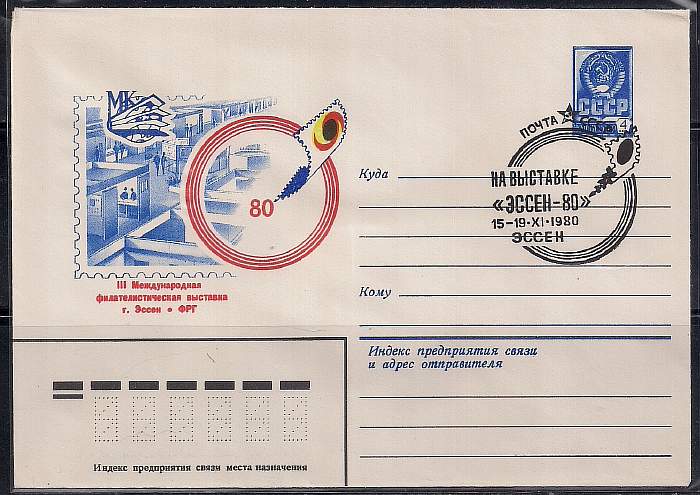 МК
80
III Международная
филателистическая выставка
г. Эссен • ФРГ
СССР
4
ПОЧТА СССР
НА ВЫСТАВКЕ
«ЭССЕН-80»
15-19·XI·1980
ЭССЕН
Куда
Кому
Индекс предприятия связи
и адрес отправителя
Индекс предприятия связи места назначения